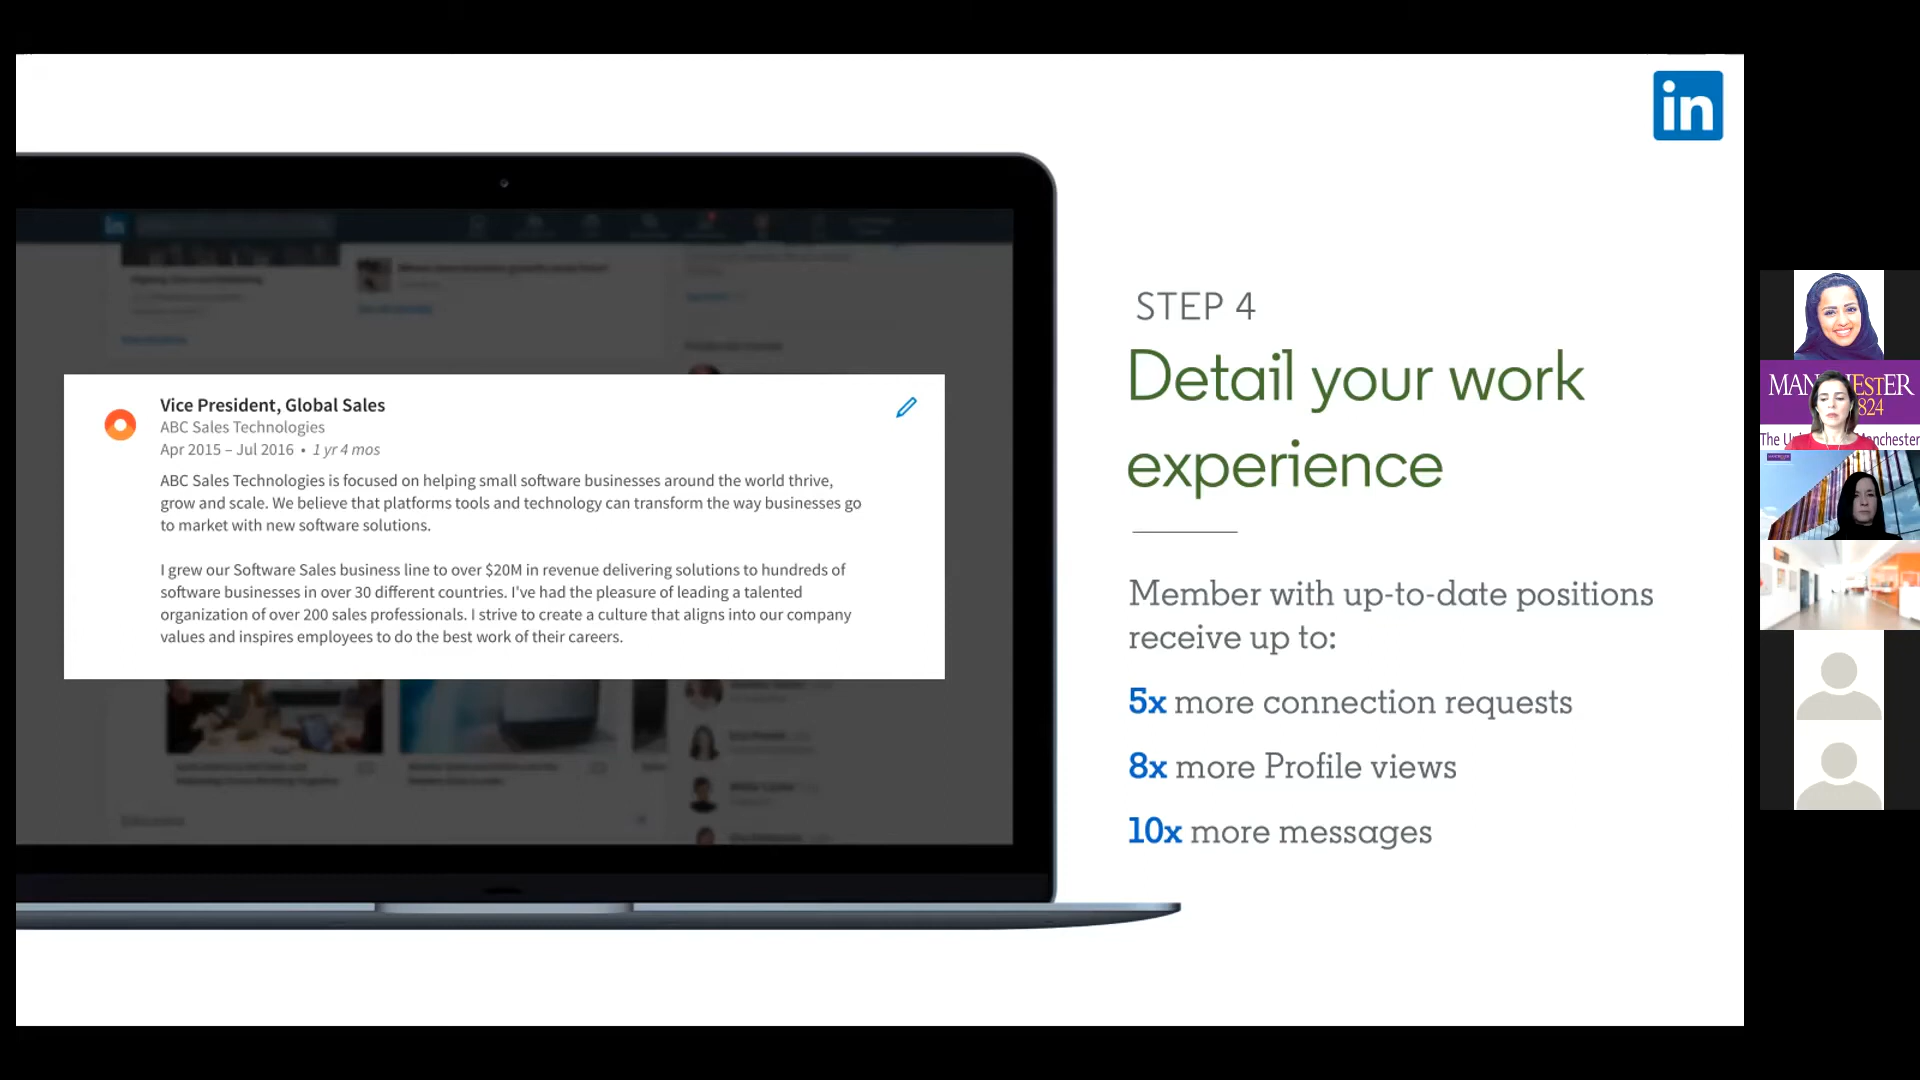 in
Vice President, Global Sales
ABC Sales Technologies
Apr 2015 – Jul 2016 • 1 yr 4 mos
ABC Sales Technologies is focused on helping small software businesses around the world thrive,
grow and scale. We believe that platforms tools and technology can transform the way businesses go
to market with new software solutions.
I grew our Software Sales business line to over $20M in revenue delivering solutions to hundreds of
software businesses in over 30 different countries. I've had the pleasure of leading a talented
organization of over 200 sales professionals. I strive to create a culture that aligns into our company
values and inspires employees to do the best work of their careers.
STEP 4
Detail your work
experience
Member with up-to-date positions
receive up to:
5x more connection requests
8x more Profile views
10x more messages
MAN ESTER
824
The Un anchester